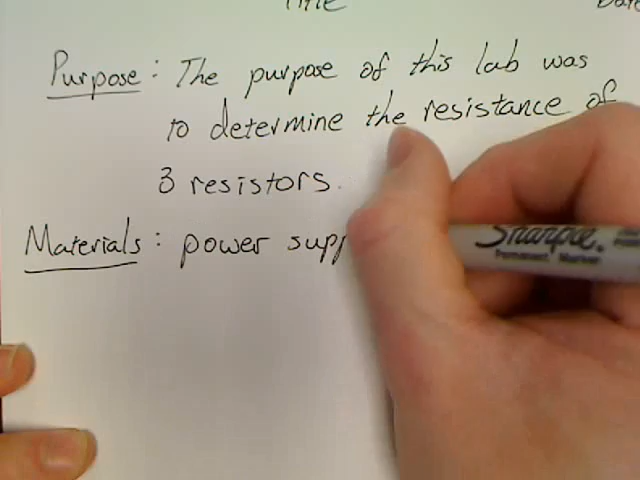 Title
Purpose: The purpose of this lab was
to determine the resistance of
3 resistors.
Materials: power supp
Sharpie.
Permanent Marker